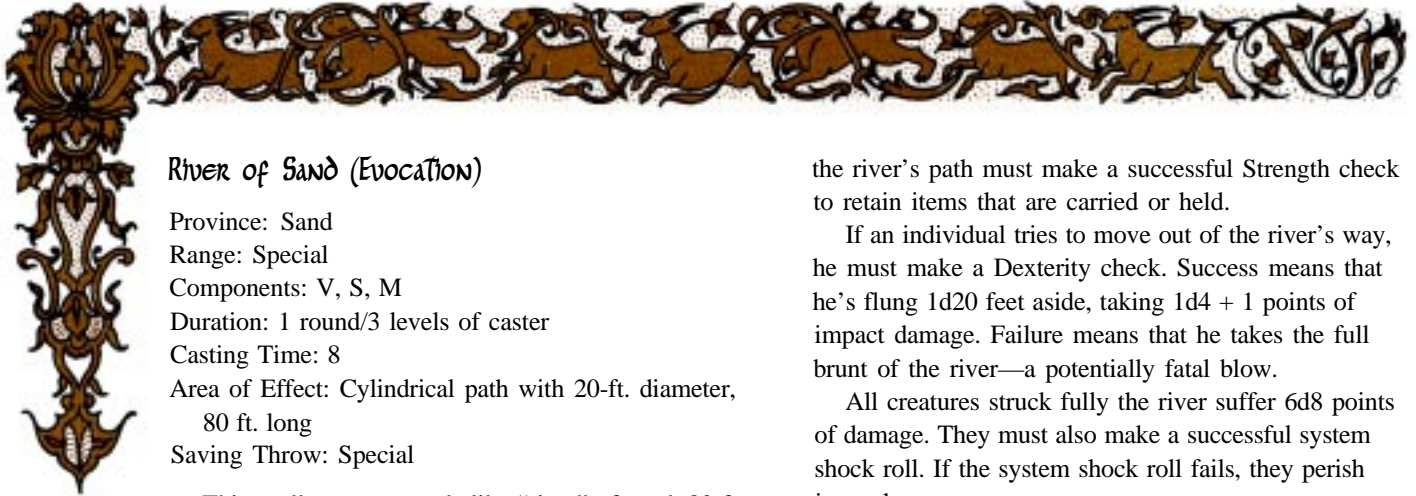 River of Sand (Evocation)
Province: Sand
Range: Special
Components: V, S, M
Duration: 1 round/3 levels of caster
Casting Time: 8
Area of Effect: Cylindrical path with 20-ft. diameter,
80 ft. long
Saving Throw: Special
the river's path must make a successful Strength check
to retain items that are carried or held.
If an individual tries to move out of the river's way,
he must make a Dexterity check. Success means that
he's flung 1d20 feet aside, taking 1d4 + 1 points of
impact damage. Failure means that he takes the full
brunt of the river—a potentially fatal blow.
All creatures struck fully the river suffer 6d8 points
of damage. They must also make a successful system
shock roll. If the system shock roll fails, they perish